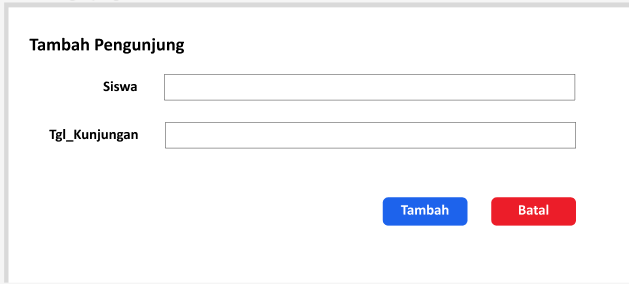 Tambah Pengunjung
Siswa
Tgl_Kunjungan
Tambah
Batal